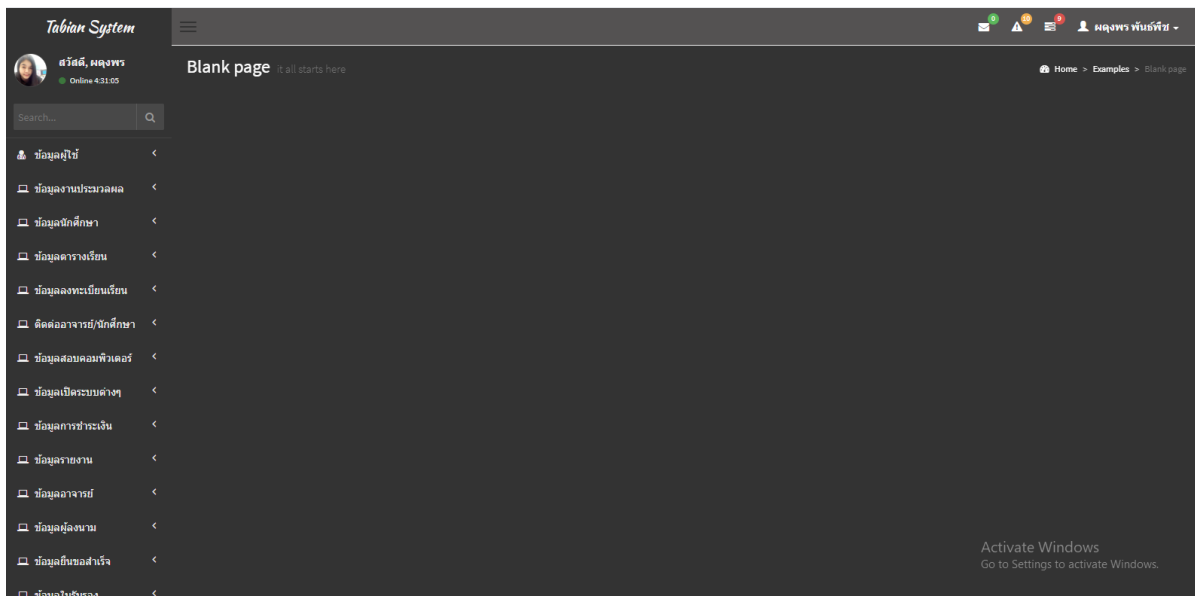 Tabian System
0
10
9
ผดุงพร พันธ์พืช
สวัสดี, ผดุงพร
Online 4:31:05
Blank page it all starts here
Home > Examples > Blank page
Search...
ข้อมูลผู้ใช้
ข้อมูลงานประมวลผล
ข้อมูลนักศึกษา
ข้อมูลตารางเรียน
ข้อมูลลงทะเบียนเรียน
ติดต่ออาจารย์/นักศึกษา
ข้อมูลสอบคอมพิวเตอร์
ข้อมูลเปิดระบบต่างๆ
ข้อมูลการชำระเงิน
ข้อมูลรายงาน
ข้อมูลอาจารย์
ข้อมูลผู้ลงนาม
ข้อมูลยืนขอสำเร็จ
ข้อมูลใบรับรอง
Activate Windows
Go to Settings to activate Windows.